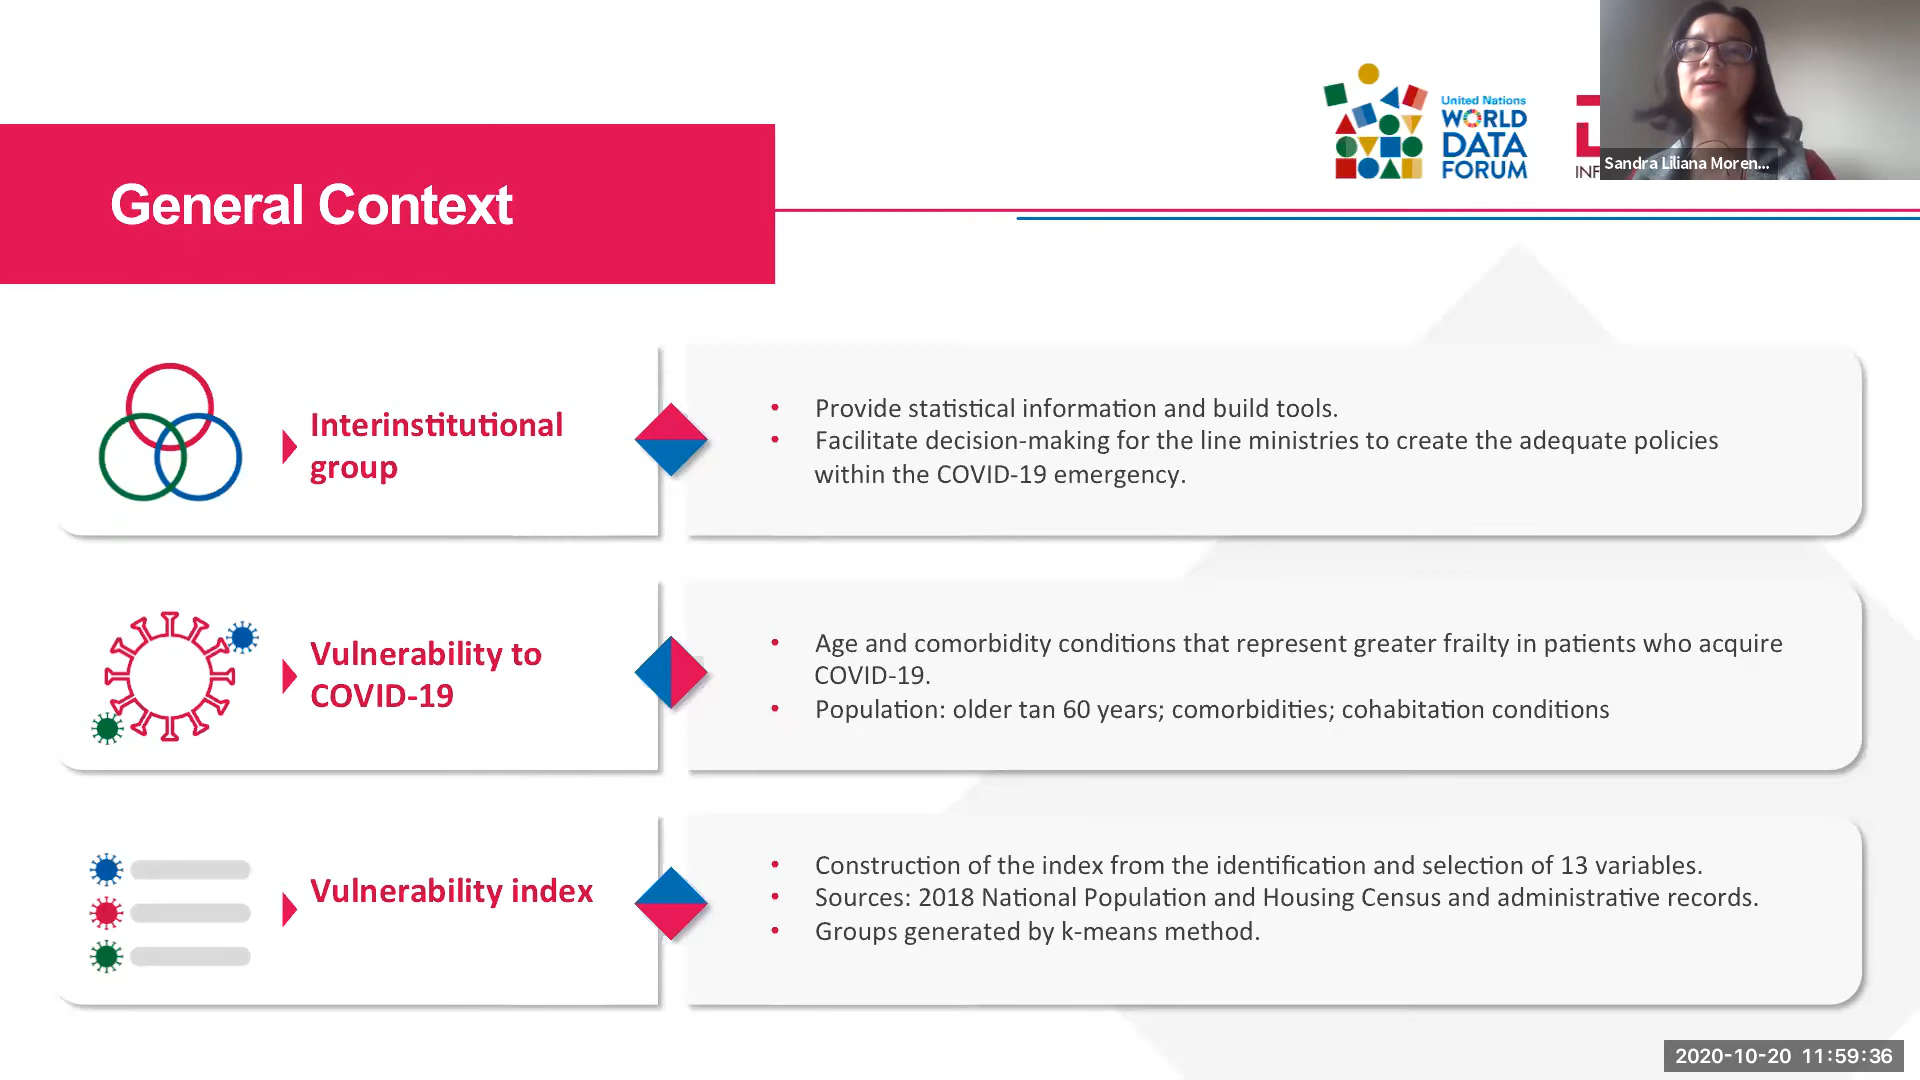 United Nations
WORLD
DATA
FORUM
INF
Sandra Liliana Moren...
General Context
Interinstitutional
group
• Provide statistical information and build tools.
• Facilitate decision-making for the line ministries to create the adequate policies
within the COVID-19 emergency.
Vulnerability to
COVID-19
• Age and comorbidity conditions that represent greater frailty in patients who acquire
COVID-19.
• Population: older tan 60 years; comorbidities; cohabitation conditions
Vulnerability index
• Construction of the index from the identification and selection of 13 variables.
• Sources: 2018 National Population and Housing Census and administrative records.
• Groups generated by k-means method.
2020-10-20 11:59:36